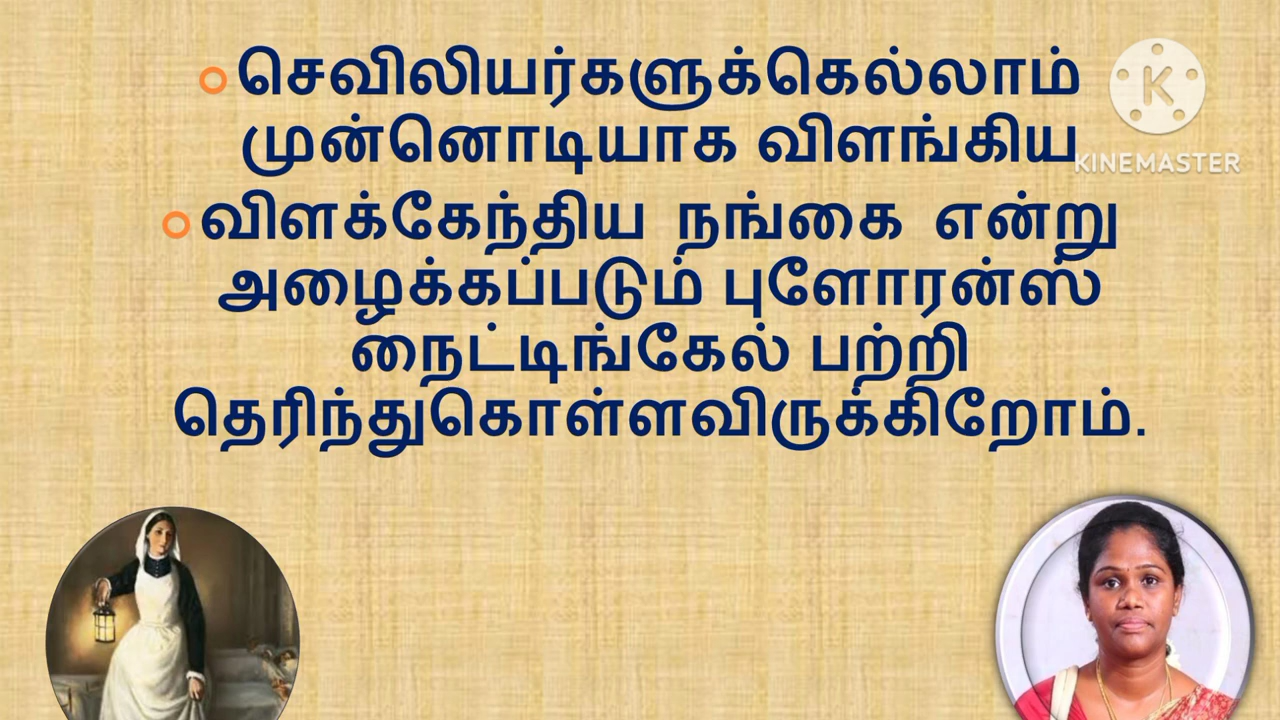 செவிலியர்களுக்கெல்லாம்
முன்னொடியாக விளங்கிய
விளக்கேந்திய நங்கை என்று
அழைக்கப்படும் புளோரன்ஸ்
நைட்டிங்கேல் பற்றி
தெரிந்துகொள்ளவிருக்கிறோம்.
K
KINEMASTER